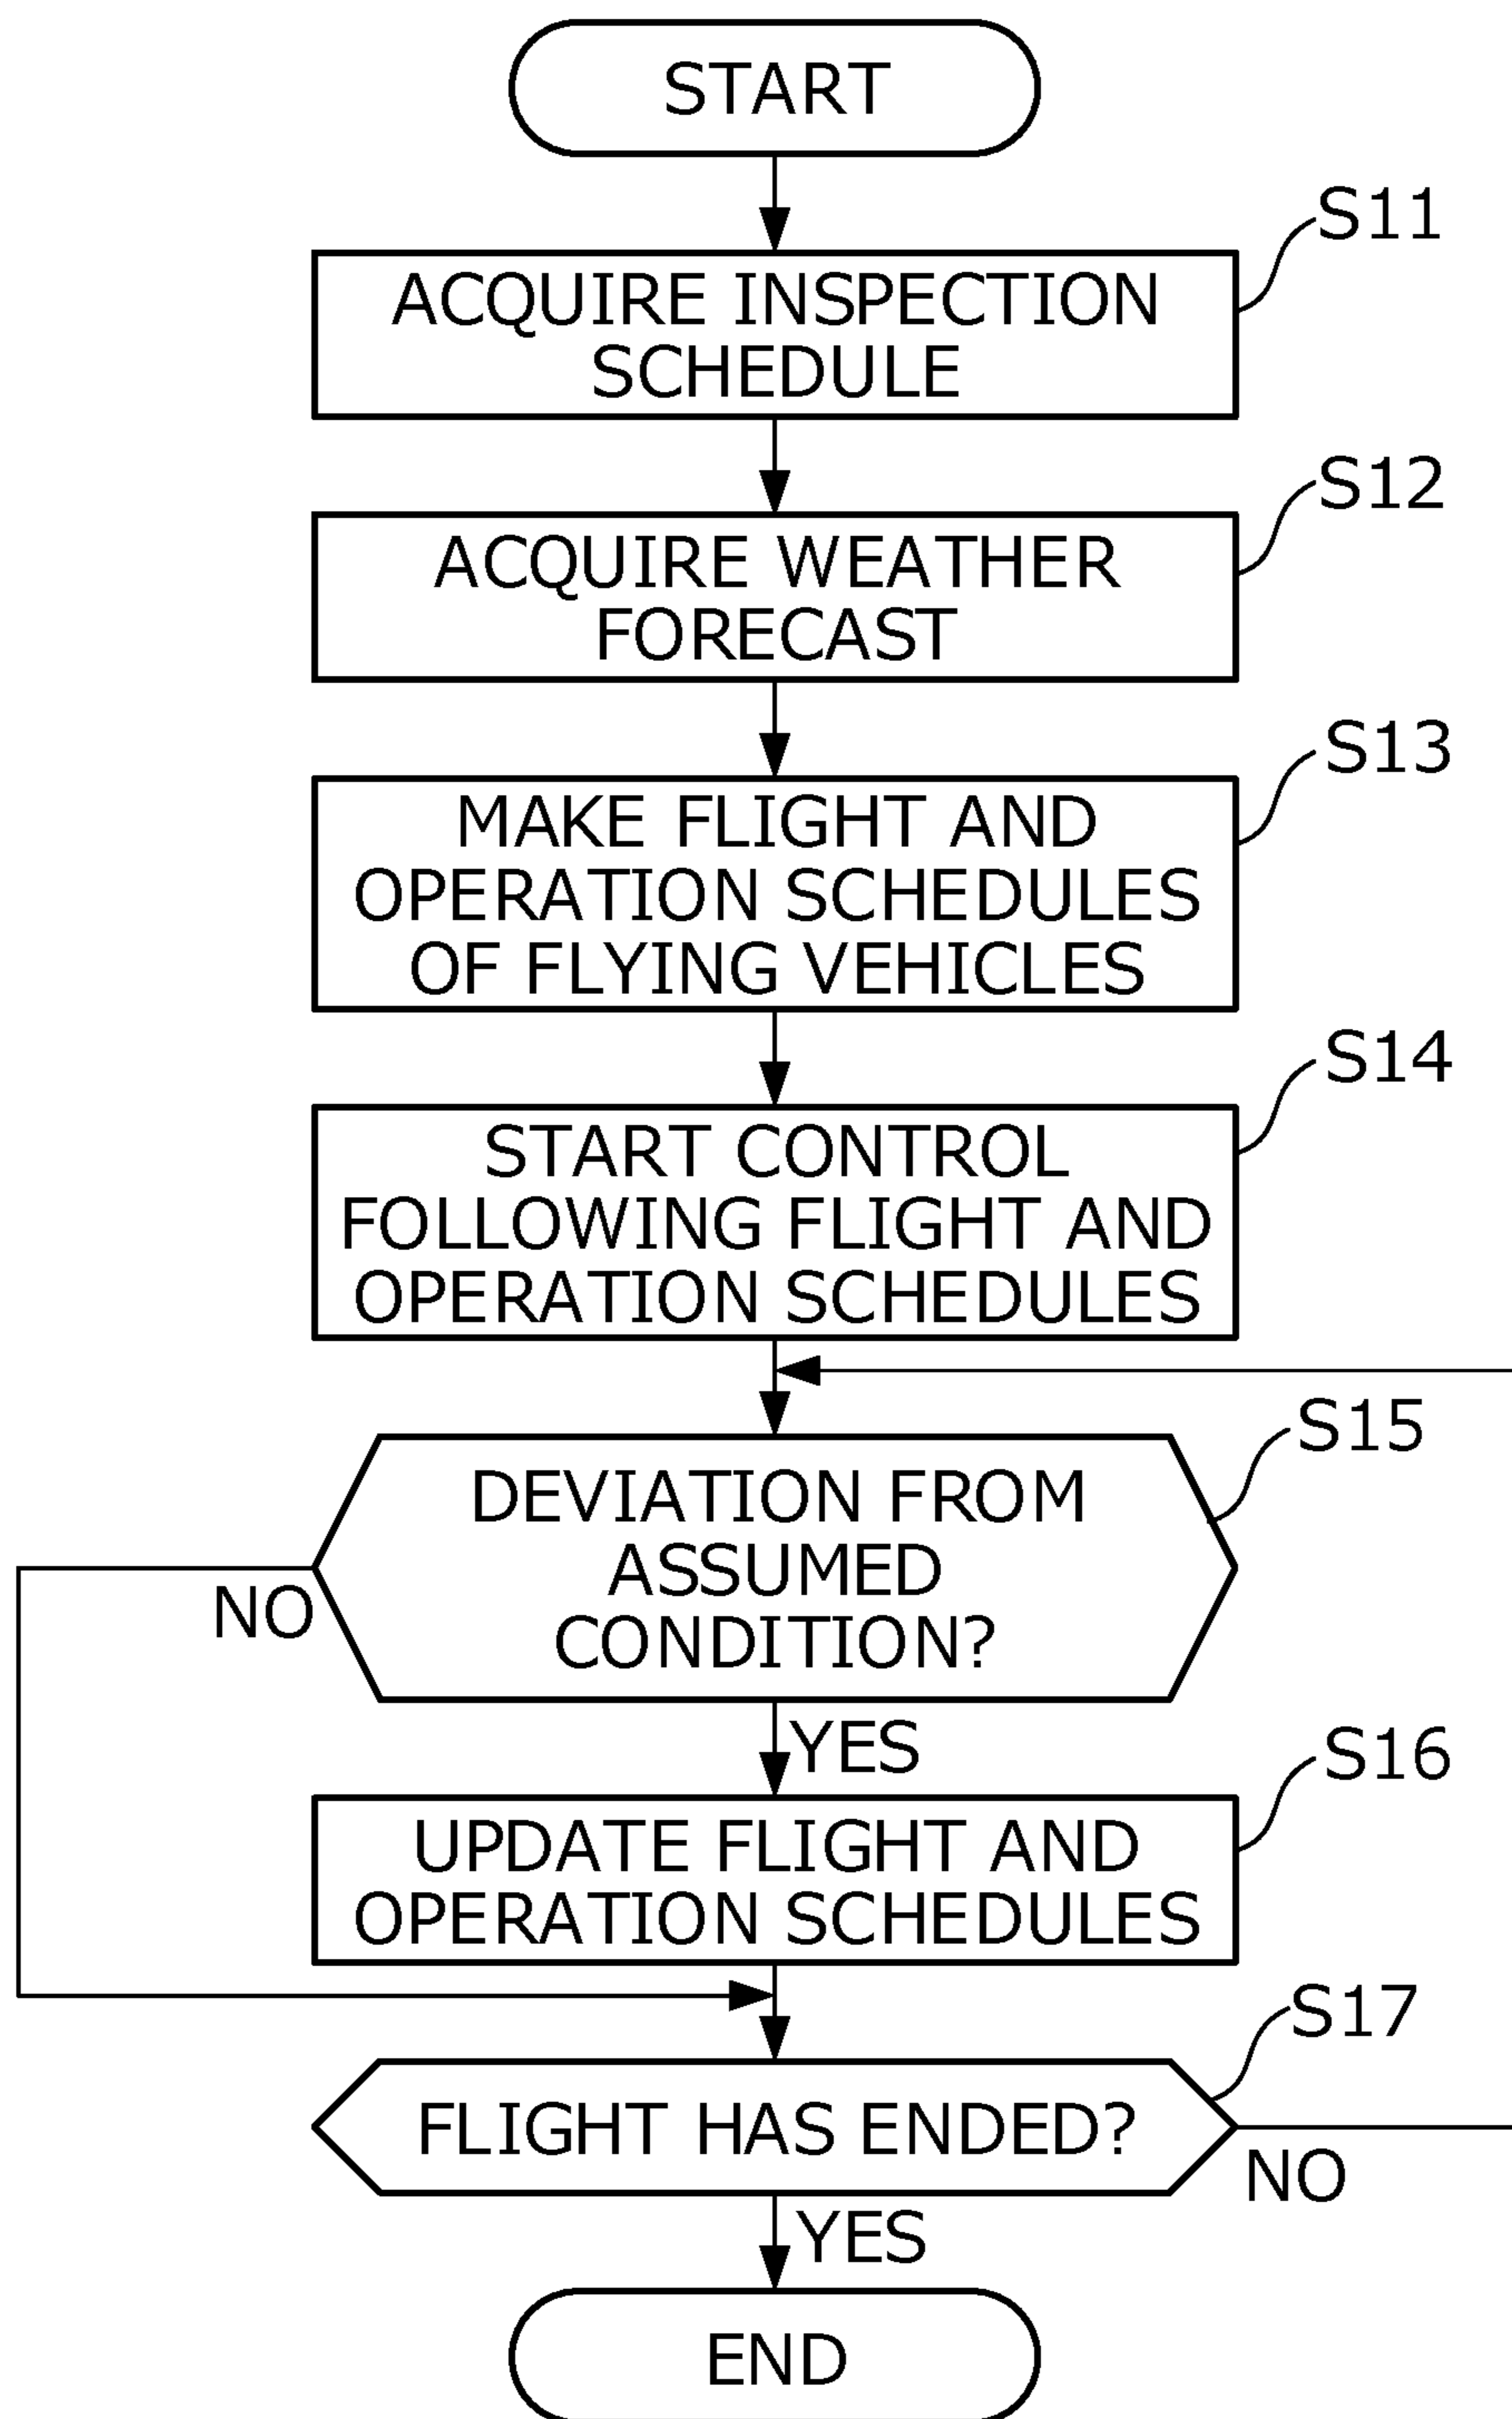 START
S11
ACQUIRE INSPECTION
SCHEDULE
S12
ACQUIRE WEATHER
FORECAST
S13
MAKE FLIGHT AND
OPERATION SCHEDULES
OF FLYING VEHICLES
S14
START CONTROL
FOLLOWING FLIGHT AND
OPERATION SCHEDULES
S15
DEVIATION FROM
ASSUMED
CONDITION?
NO
YES
S16
UPDATE FLIGHT AND
OPERATION SCHEDULES
S17
FLIGHT HAS ENDED?
NO
YES
END